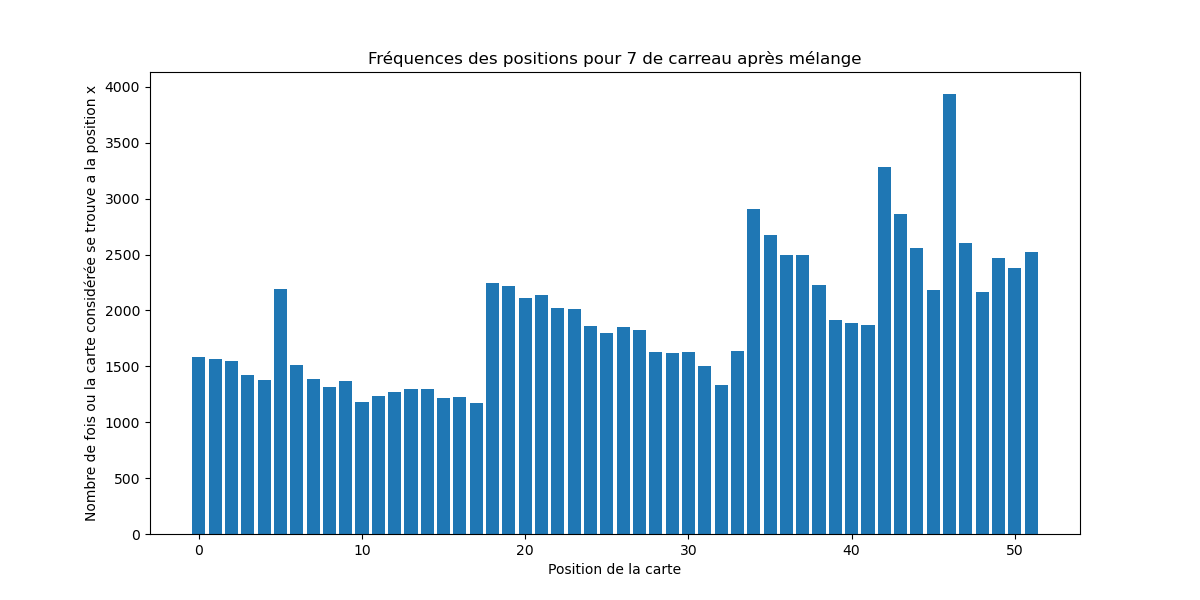 Fréquences des positions pour 7 de carreau après mélange
Nombre de fois ou la carte considérée se trouve a la position x
4000
3500
3000
2500
2000
1500
1000
500
0
0 10 20 30 40 50
Position de la carte